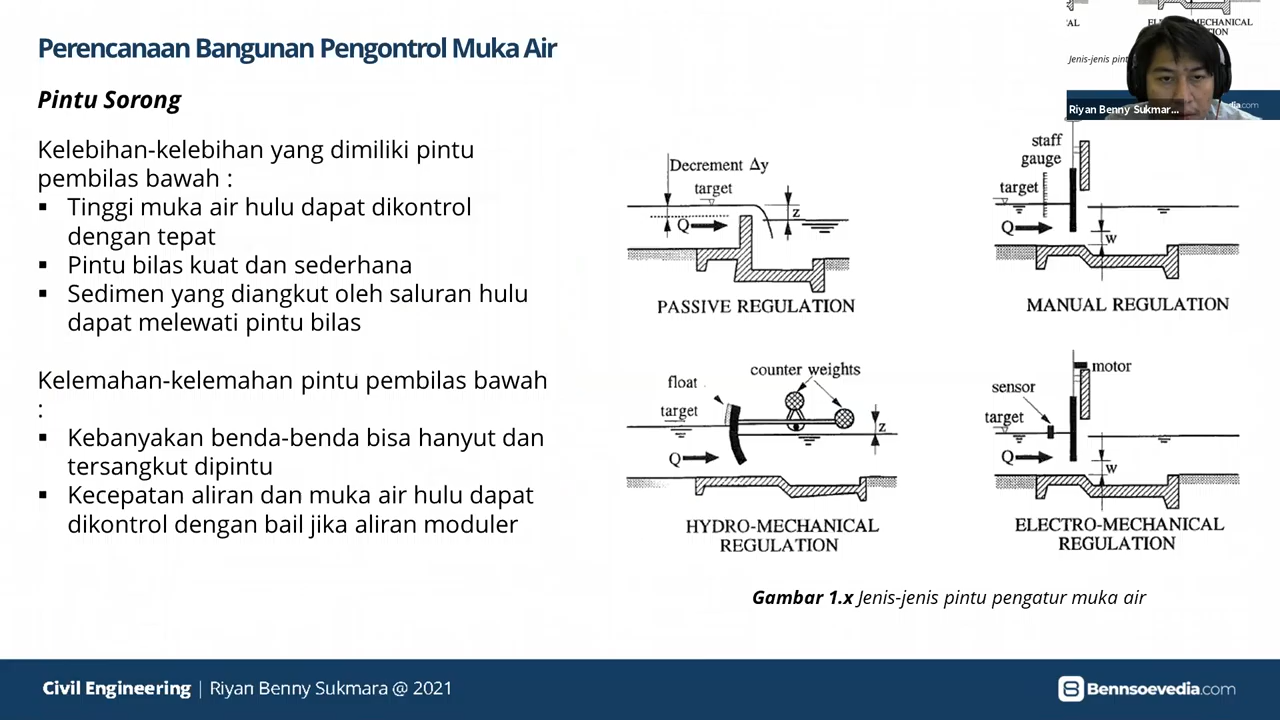 Perencanaan Bangunan Pengontrol Muka Air
Pintu Sorong
Kelebihan-kelebihan yang dimiliki pintu
pembilas bawah :
▪ Tinggi muka air hulu dapat dikontrol
dengan tepat
▪ Pintu bilas kuat dan sederhana
▪ Sedimen yang diangkut oleh saluran hulu
dapat melewati pintu bilas
Kelemahan-kelemahan pintu pembilas bawah
:
▪ Kebanyakan benda-benda bisa hanyut dan
tersangkut dipintu
▪ Kecepatan aliran dan muka air hulu dapat
dikontrol dengan bail jika aliran moduler
Decrement Δy
target
z
Q
PASSIVE REGULATION
staff
gauge
target
Q
w
MANUAL REGULATION
counter weights
float
target
z
Q
HYDRO-MECHANICAL
REGULATION
motor
sensor
target
Q
w
ELECTRO-MECHANICAL
REGULATION
Gambar 1.x Jenis-jenis pintu pengatur muka air
Jenis-jenis pint
Riyan Benny Sukmar...
Civil Engineering | Riyan Benny Sukmara @ 2021
Bennsoevedia.com